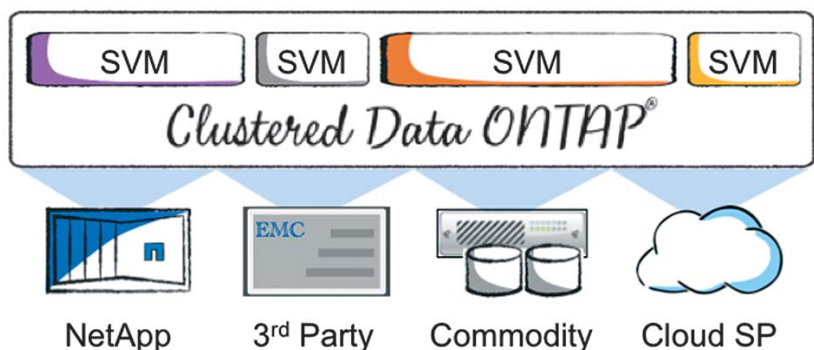 SVM SVM SVM SVM
Clustered Data ONTAP®
EMC
n
NetApp 3rd Party Commodity Cloud SP